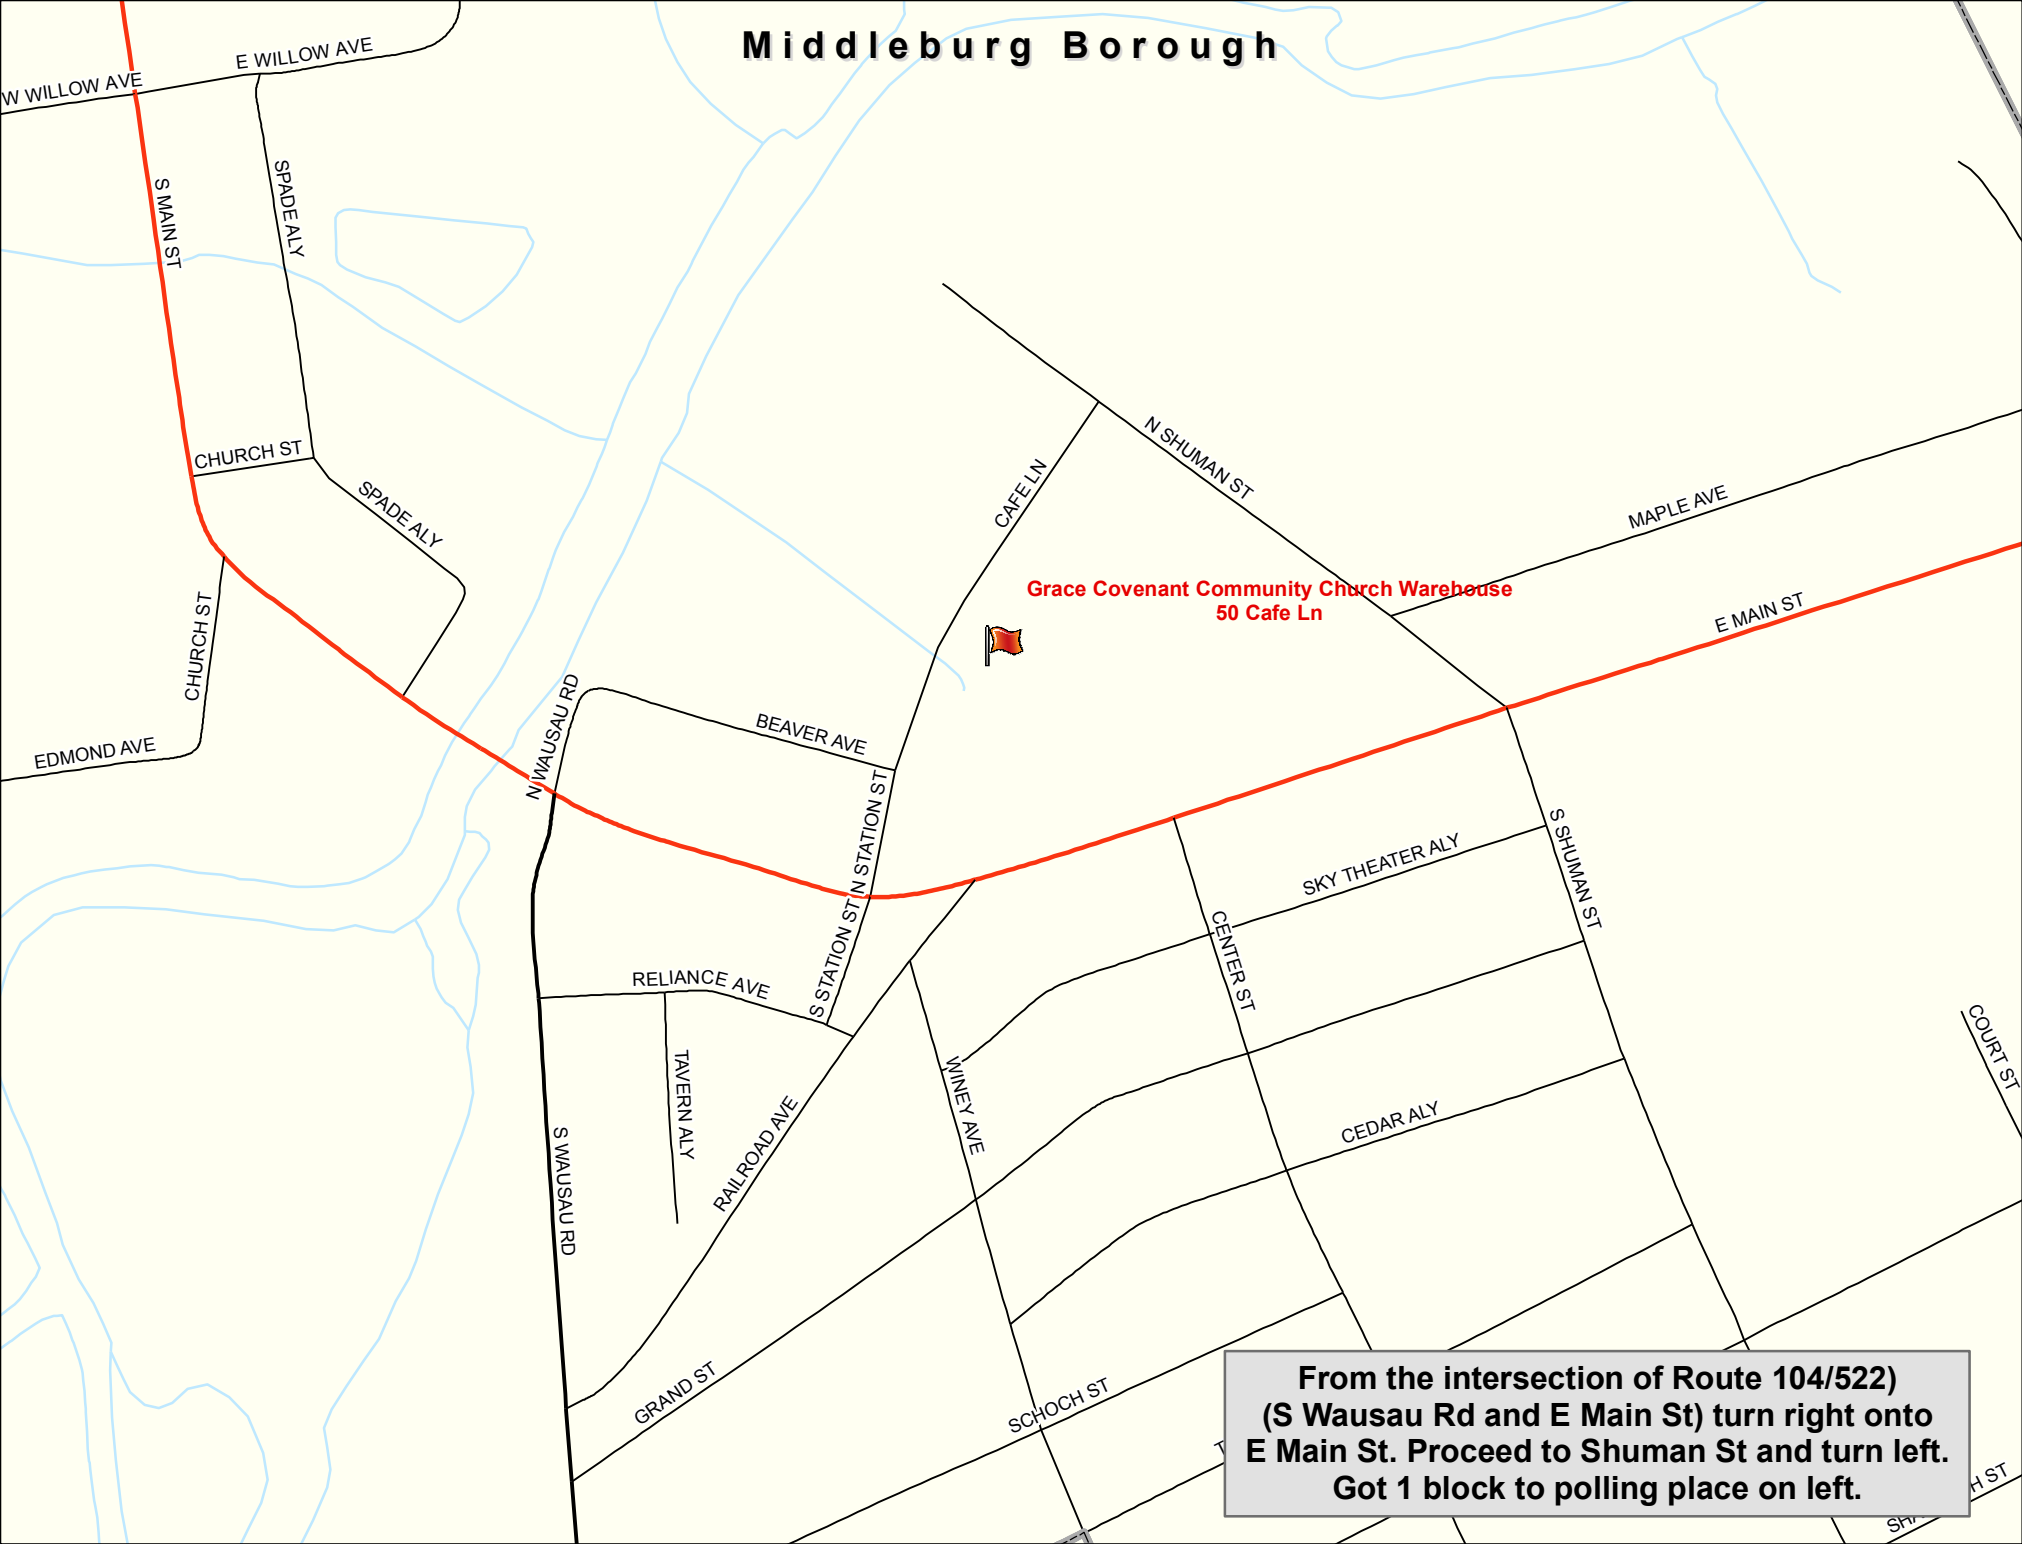 Middleburg Borough
E WILLOW AVE
W WILLOW AVE
S MAIN ST
SPADE ALY
CHURCH ST
SPADE ALY
N SHUMAN ST
CAFE LN
MAPLE AVE
Grace Covenant Community Church Warehouse
50 Cafe Ln
E MAIN ST
CHURCH ST
EDMOND AVE
N WAUSAU RD
BEAVER AVE
N STATION ST
S STATION ST
S SHUMAN ST
SKY THEATER ALY
CENTER ST
RELIANCE AVE
COURT ST
TAVERN ALY
WINEY AVE
RAILROAD AVE
CEDAR ALY
S WAUSAU RD
GRAND ST
SCHOCH ST
From the intersection of Route 104/522)
(S Wausau Rd and E Main St) turn right onto
E Main St. Proceed to Shuman St and turn left.
Got 1 block to polling place on left.
H ST